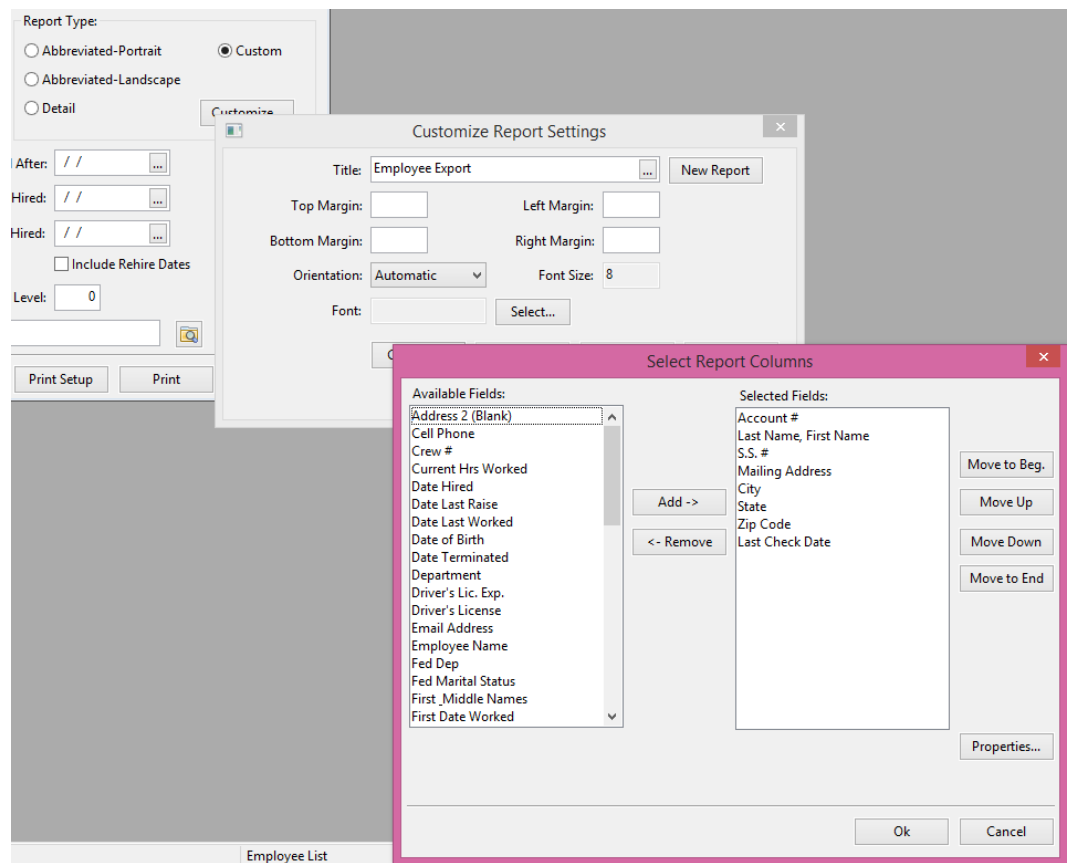 Report Type:
Abbreviated-Portrait
Custom
Abbreviated-Landscape
Detail
Customize...
After: / /
Hired: / /
Hired: / /
Include Rehire Dates
Level: 0
Print Setup
Print
Customize Report Settings
Title: Employee Export ... New Report
Top Margin: Left Margin:
Bottom Margin: Right Margin:
Orientation: Automatic Font Size: 8
Font: Select...
Select Report Columns
Available Fields:
Address 2 (Blank)
Cell Phone
Crew #
Current Hrs Worked
Date Hired
Date Last Raise
Date Last Worked
Date of Birth
Date Terminated
Department
Driver's Lic. Exp.
Driver's License
Email Address
Employee Name
Fed Dep
Fed Marital Status
First _Middle Names
First Date Worked
Add ->
<- Remove
Selected Fields:
Account #
Last Name, First Name
S.S. #
Mailing Address
City
State
Zip Code
Last Check Date
Move to Beg.
Move Up
Move Down
Move to End
Properties...
Ok
Cancel
Employee List